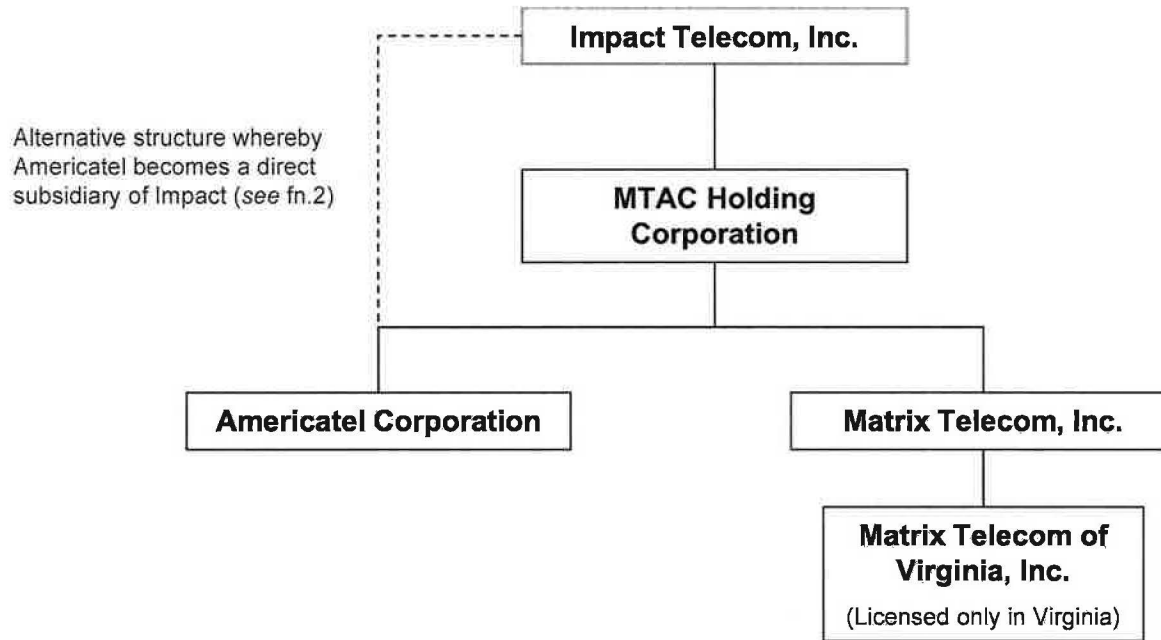 Impact Telecom, Inc.
Alternative structure whereby
Americatel becomes a direct
subsidiary of Impact (see fn.2)
MTAC Holding
Corporation
Americatel Corporation
Matrix Telecom, Inc.
Matrix Telecom of
Virginia, Inc.
(Licensed only in Virginia)